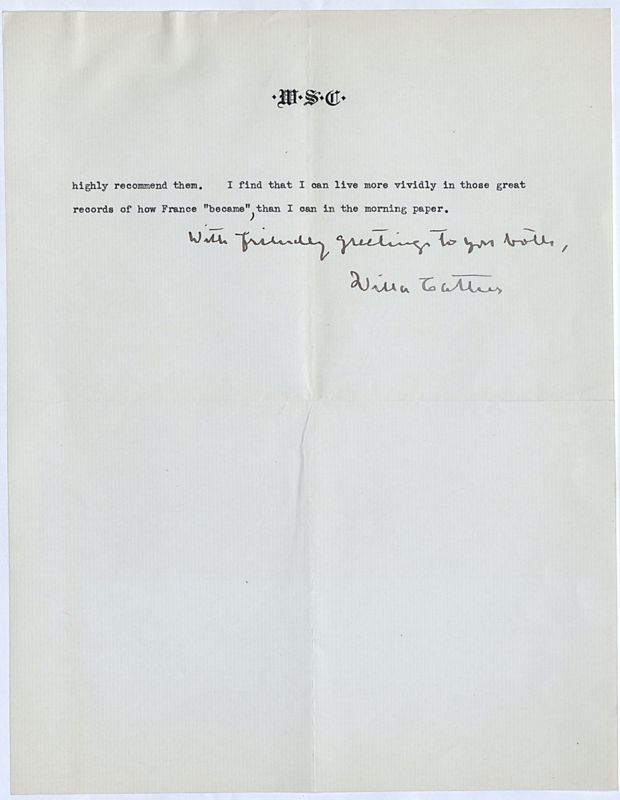 ·W·S·C·
highly recommend them. I find that I can live more vividly in those great
records of how France "became", than I can in the morning paper.
With friendly greetings to you both,
Willa Cather